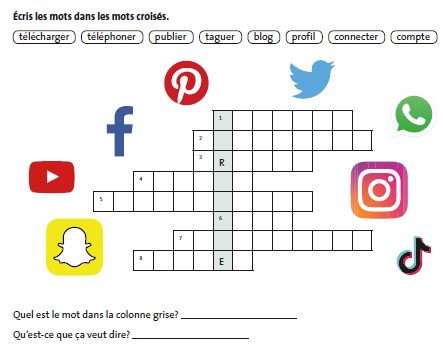 Écris les mots dans les mots croisés.
télécharger téléphoner publier taguer blog profil connecter compte
1
2
3 R
4
5
6
7
8 E
Quel est le mot dans la colonne grise?
Qu'est-ce que ça veut dire?